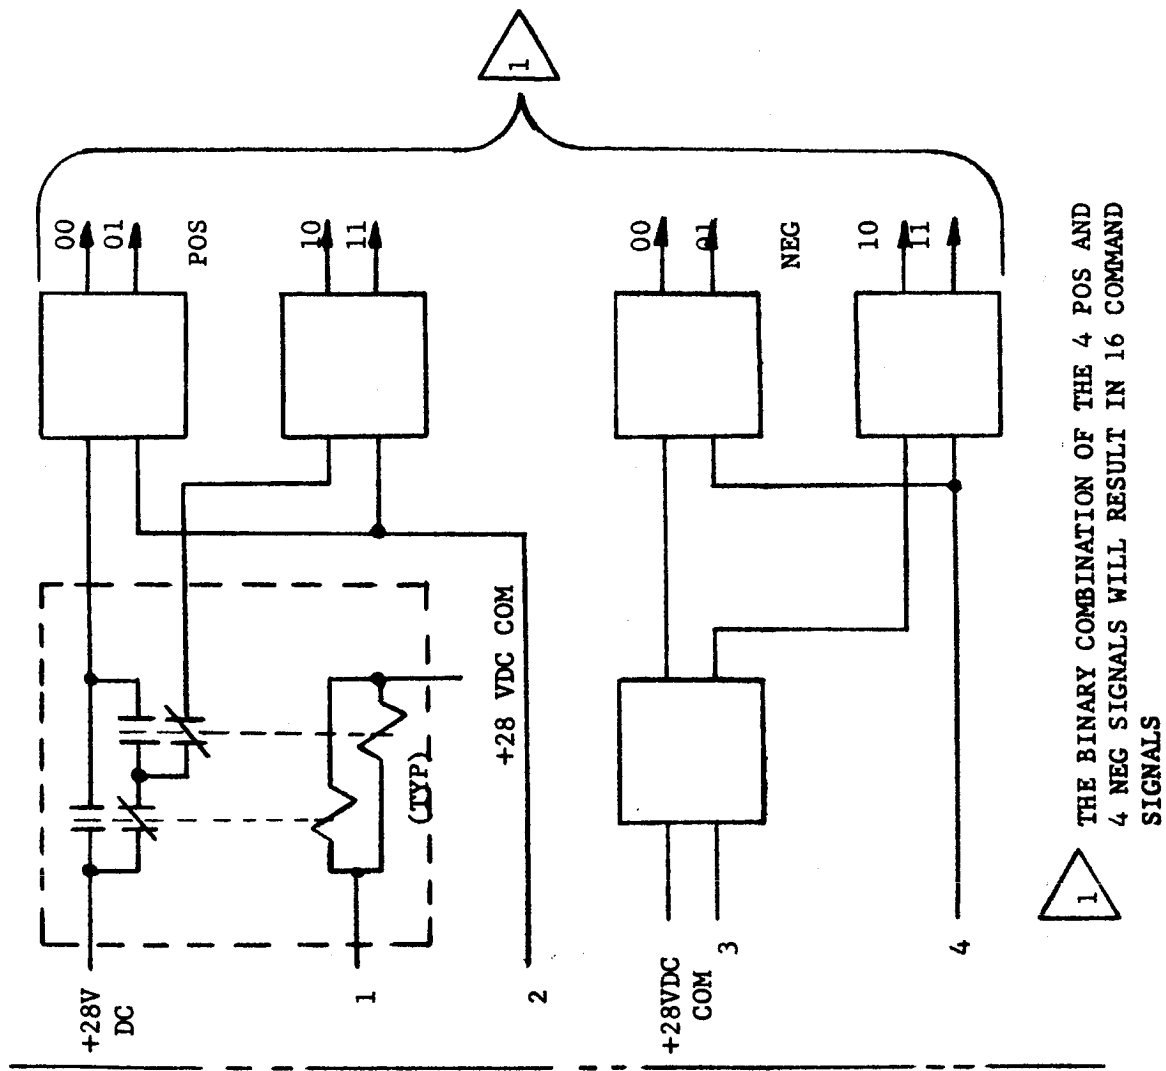 1
00
01
POS
10
11
+28V
DC
1
(TYP)
+28 VDC COM
2
00
01
NEG
10
11
+28VDC
COM
3
4
1
THE BINARY COMBINATION OF THE 4 POS AND
4 NEG SIGNALS WILL RESULT IN 16 COMMAND
SIGNALS